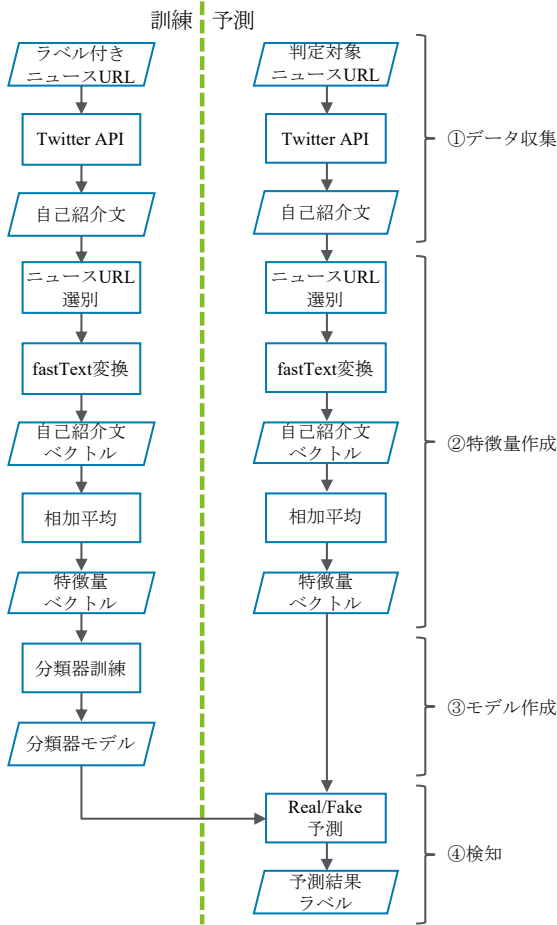 訓練
予測
ラベル付き
ニュースURL
Twitter API
自己紹介文
ニュースURL
選別
fastText変換
自己紹介文
ベクトル
相加平均
特徴量
ベクトル
分類器訓練
分類器モデル
判定対象
ニュースURL
Twitter API
自己紹介文
ニュースURL
選別
fastText変換
自己紹介文
ベクトル
相加平均
特徴量
ベクトル
Real/Fake
予測
予測結果
ラベル
①データ収集
②特徴量作成
③モデル作成
④検知